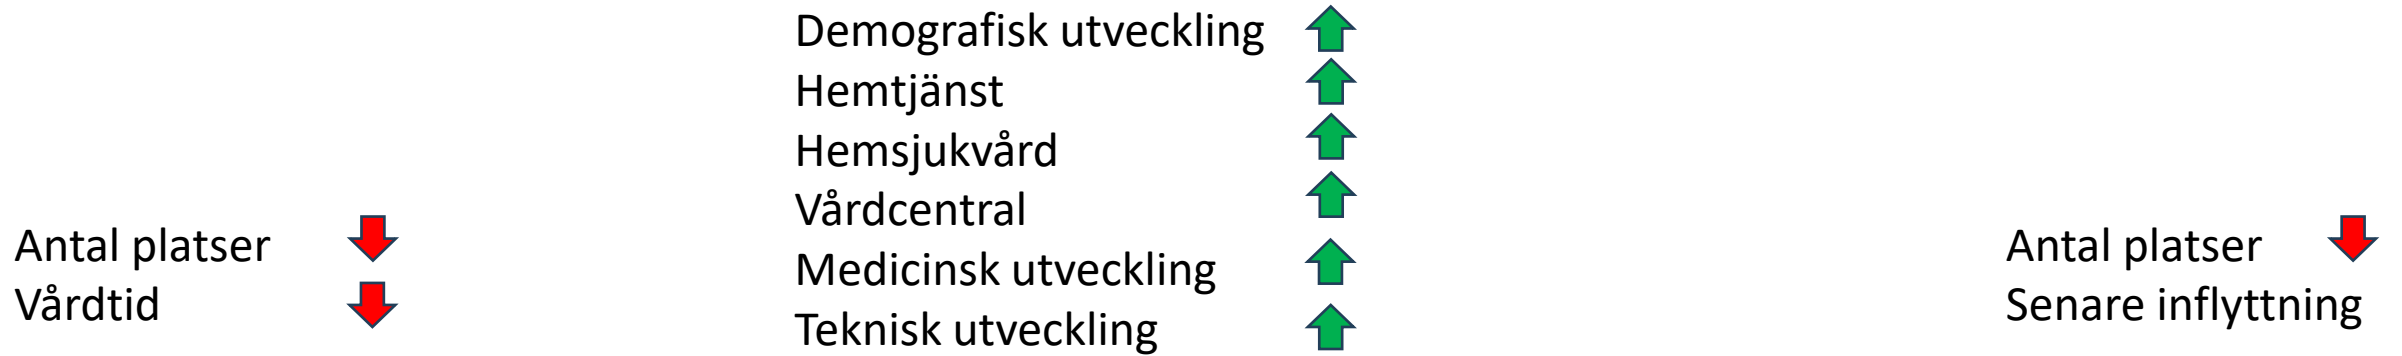 Antal platser
Vårdtid
Demografisk utveckling
Hemtjänst
Hemsjukvård
Vårdcentral
Medicinsk utveckling
Teknisk utveckling
Antal platser
Senare inflyttning